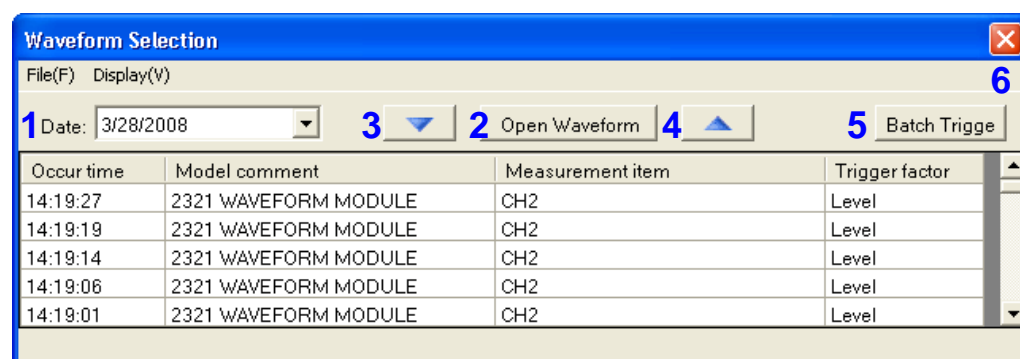 Waveform Selection
File(F) Display(V)
6
1 Date: 3/28/2008 3 2 Open Waveform 4 5 Batch Trigge
Occur time Model comment Measurement item Trigger factor
14:19:27 2321 WAVEFORM MODULE CH2 Level
14:19:19 2321 WAVEFORM MODULE CH2 Level
14:19:14 2321 WAVEFORM MODULE CH2 Level
14:19:06 2321 WAVEFORM MODULE CH2 Level
14:19:01 2321 WAVEFORM MODULE CH2 Level